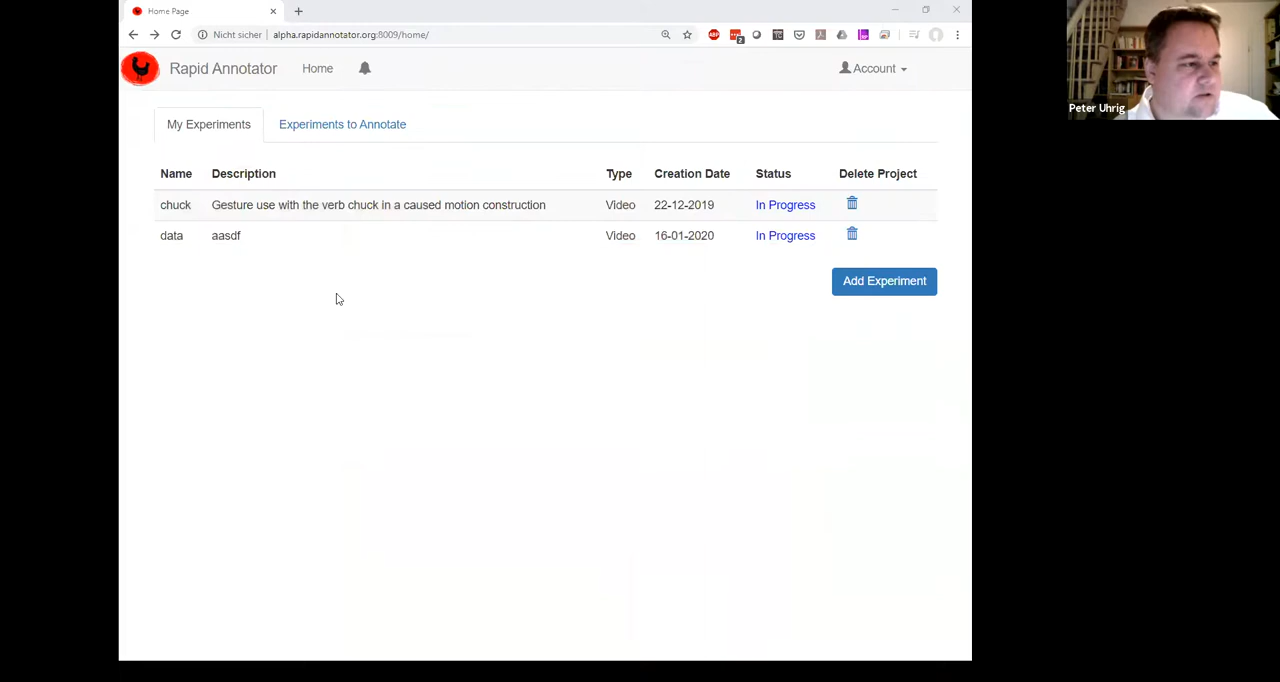 Home Page
Nicht sicher | alpha.rapidannotator.org:8009/home/
ABP
2
Rapid Annotator Home Account
Peter Uhrig
My Experiments Experiments to Annotate
Name Description Type Creation Date Status Delete Project
chuck Gesture use with the verb chuck in a caused motion construction Video 22-12-2019 In Progress
data aasdf Video 16-01-2020 In Progress
Add Experiment